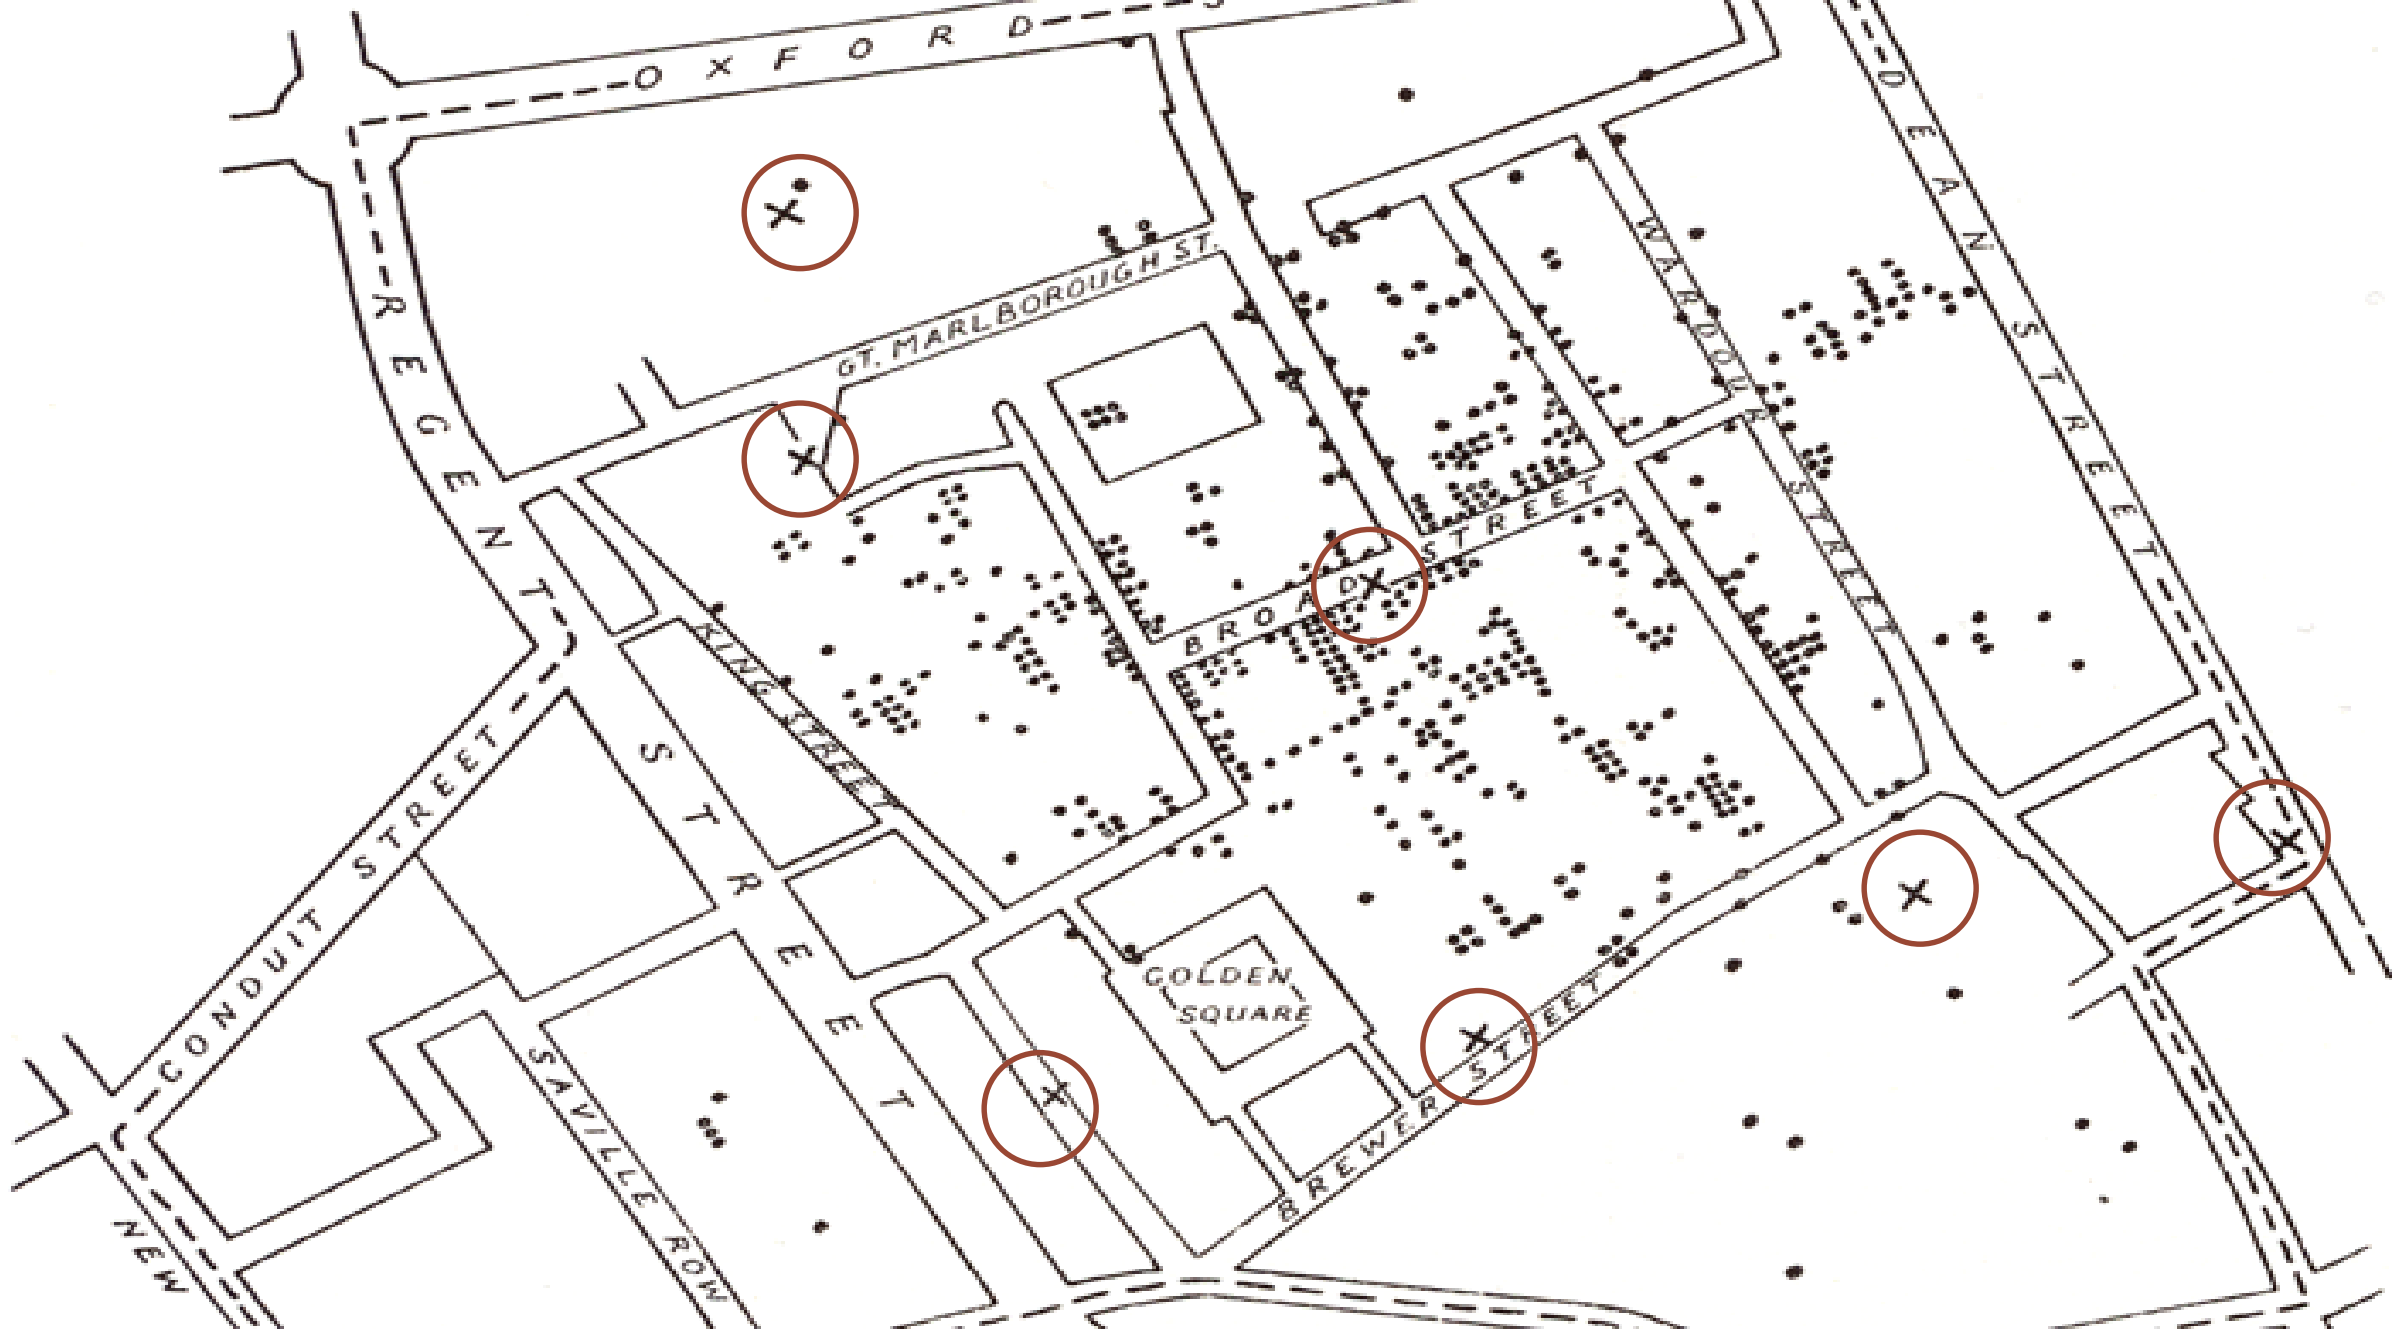 OXFORD
REGENT
STREET
GT. MARLBOROUGH ST.
WARDOUR
STREET
DEAN STREET
BROAD
STREET
KING STREET
CONDUIT STREET
GOLDEN
SQUARE
BREWER STREET
SAVILLE ROW
NEW